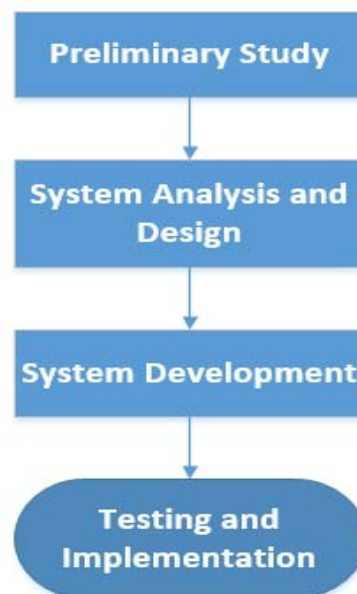 Preliminary Study
System Analysis and
Design
System Development
Testing and
Implementation